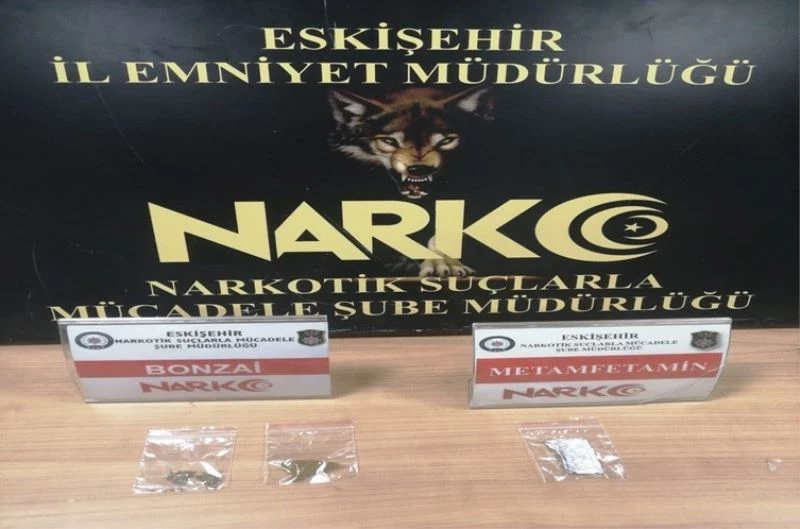 ESKİŞEHİR
İL EMNİYET MÜDÜRLÜĞÜ
NARKO
NARKOTİK SUÇLARLA
MÜCADELE ŞUBE MÜDÜRLÜĞÜ
ESKİŞEHİR
NARKOTİK SUÇLARLA MÜCADELE
ŞUBE MÜDÜRLÜĞÜ
BONZAİ
NARKO
ESKİŞEHİR
NARKOTİK SUÇLARLA MÜCADELE
ŞUBE MÜDÜRLÜĞÜ
METAMFETAMİN
NARKO